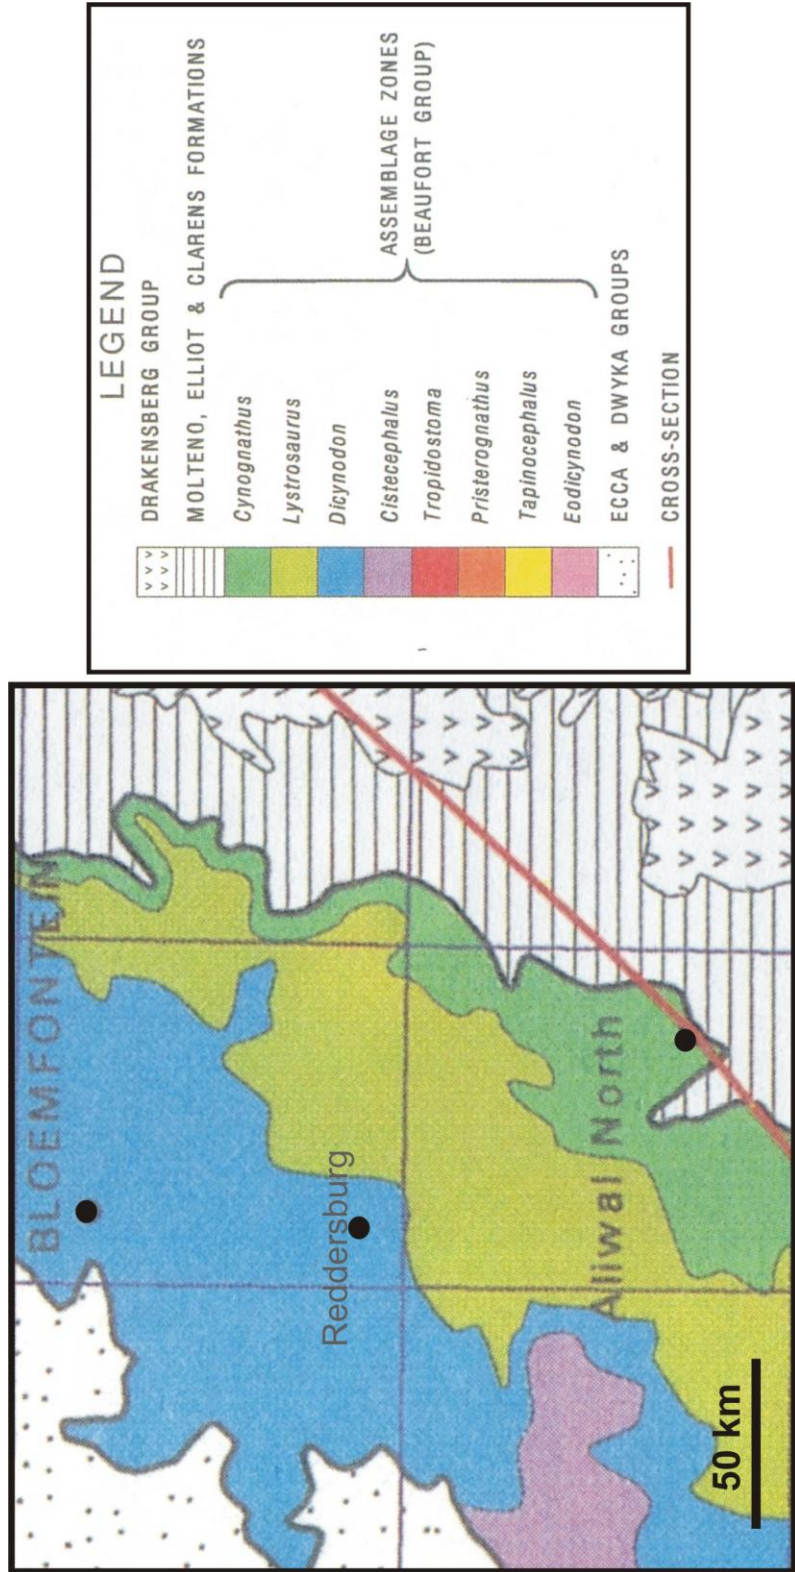 BLOEMFONTEIN
Reddersburg
Aliwal North
50 km
LEGEND
DRAKENSBERG GROUP
MOLTENO, ELLIOT & CLARENS FORMATIONS
Cynognathus
Lystrosaurus
Dicynodon
Cistecephalus
Tropidostoma
Pristerognathus
Tapinocephalus
Eodicynodon
ASSEMBLAGE ZONES
(BEAUFORT GROUP)
ECCA & DWYKA GROUPS
CROSS-SECTION